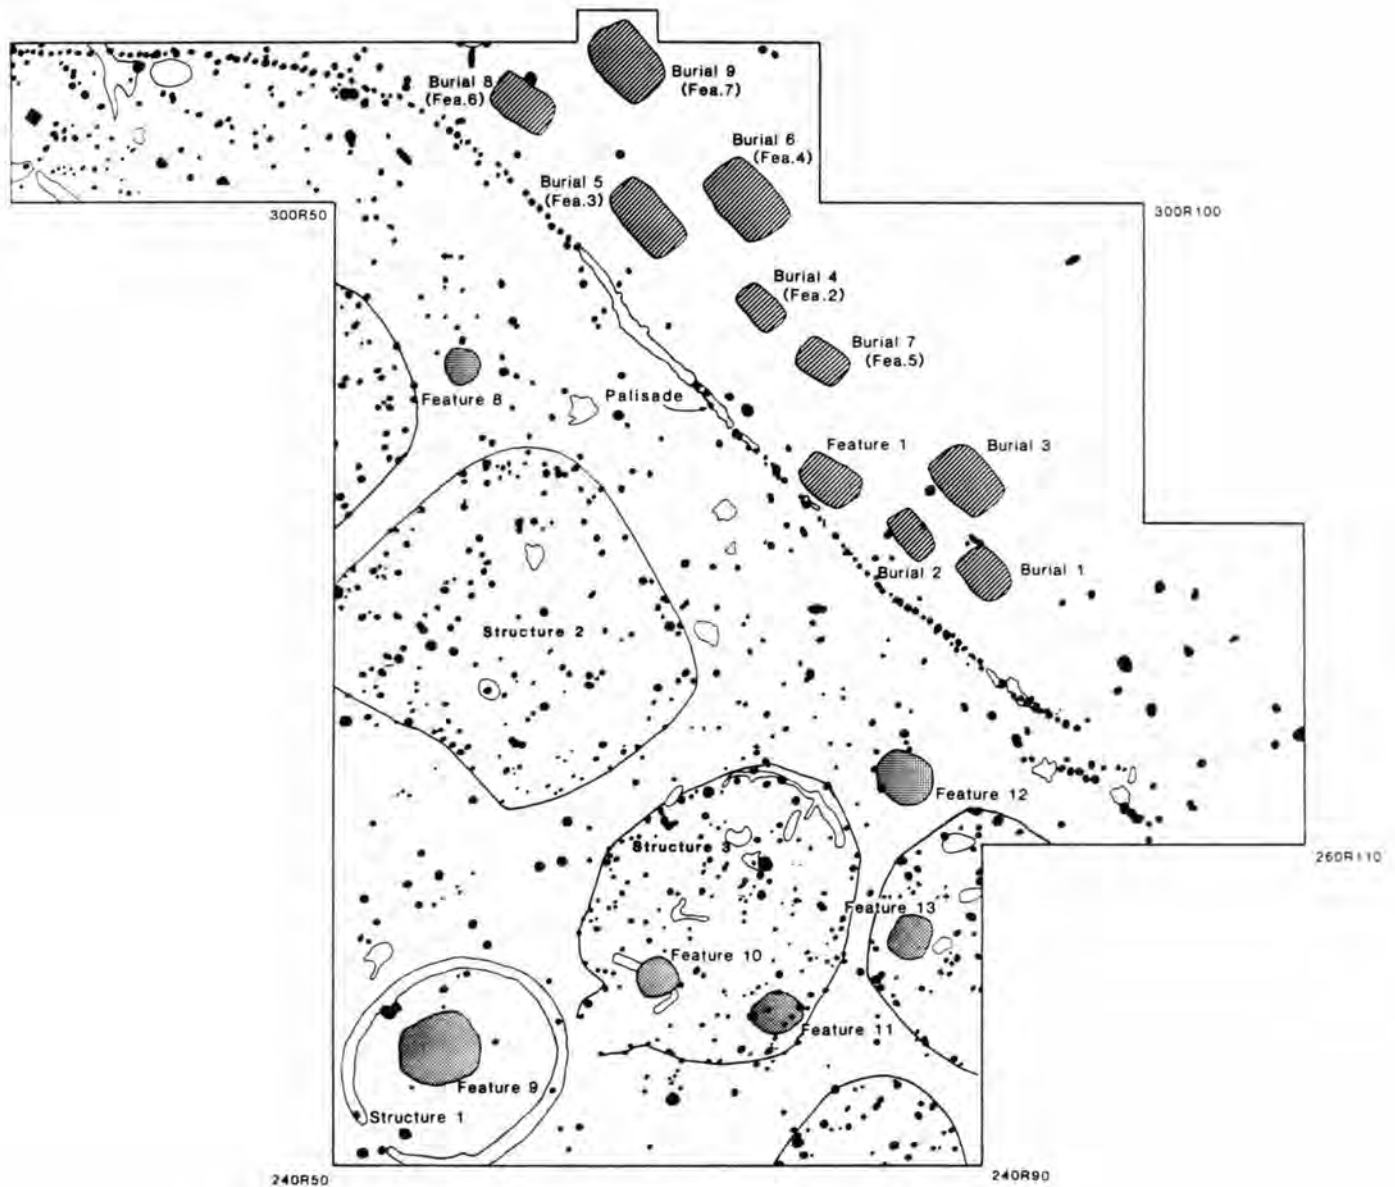 Burial 8
(Fea.6)
Burial 9
(Fea.7)
Burial 6
(Fea.4)
Burial 5
(Fea.3)
300R50
300R100
Burial 4
(Fea.2)
Burial 7
(Fea.5)
Feature 8
Palisade
Feature 1
Burial 3
Burial 2
Burial 1
Structure 2
Feature 12
Structure 3
260R110
Feature 13
Feature 10
Feature 11
Feature 9
Structure 1
240R50
240R90